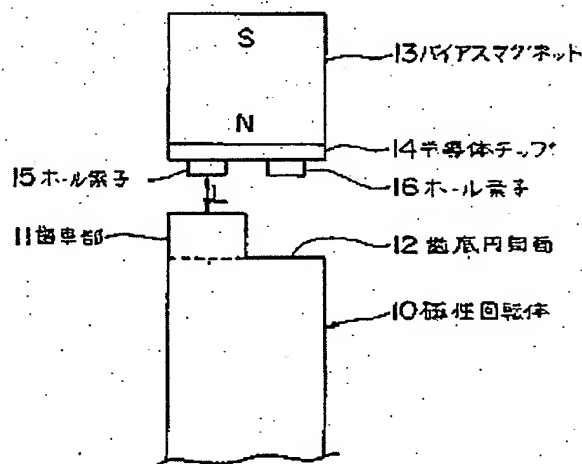 S
13バイアスマグネット
N
14半導体チップ
15ホール素子
16ホール素子
L
11歯車部
12歯底円周面
10磁性回転体